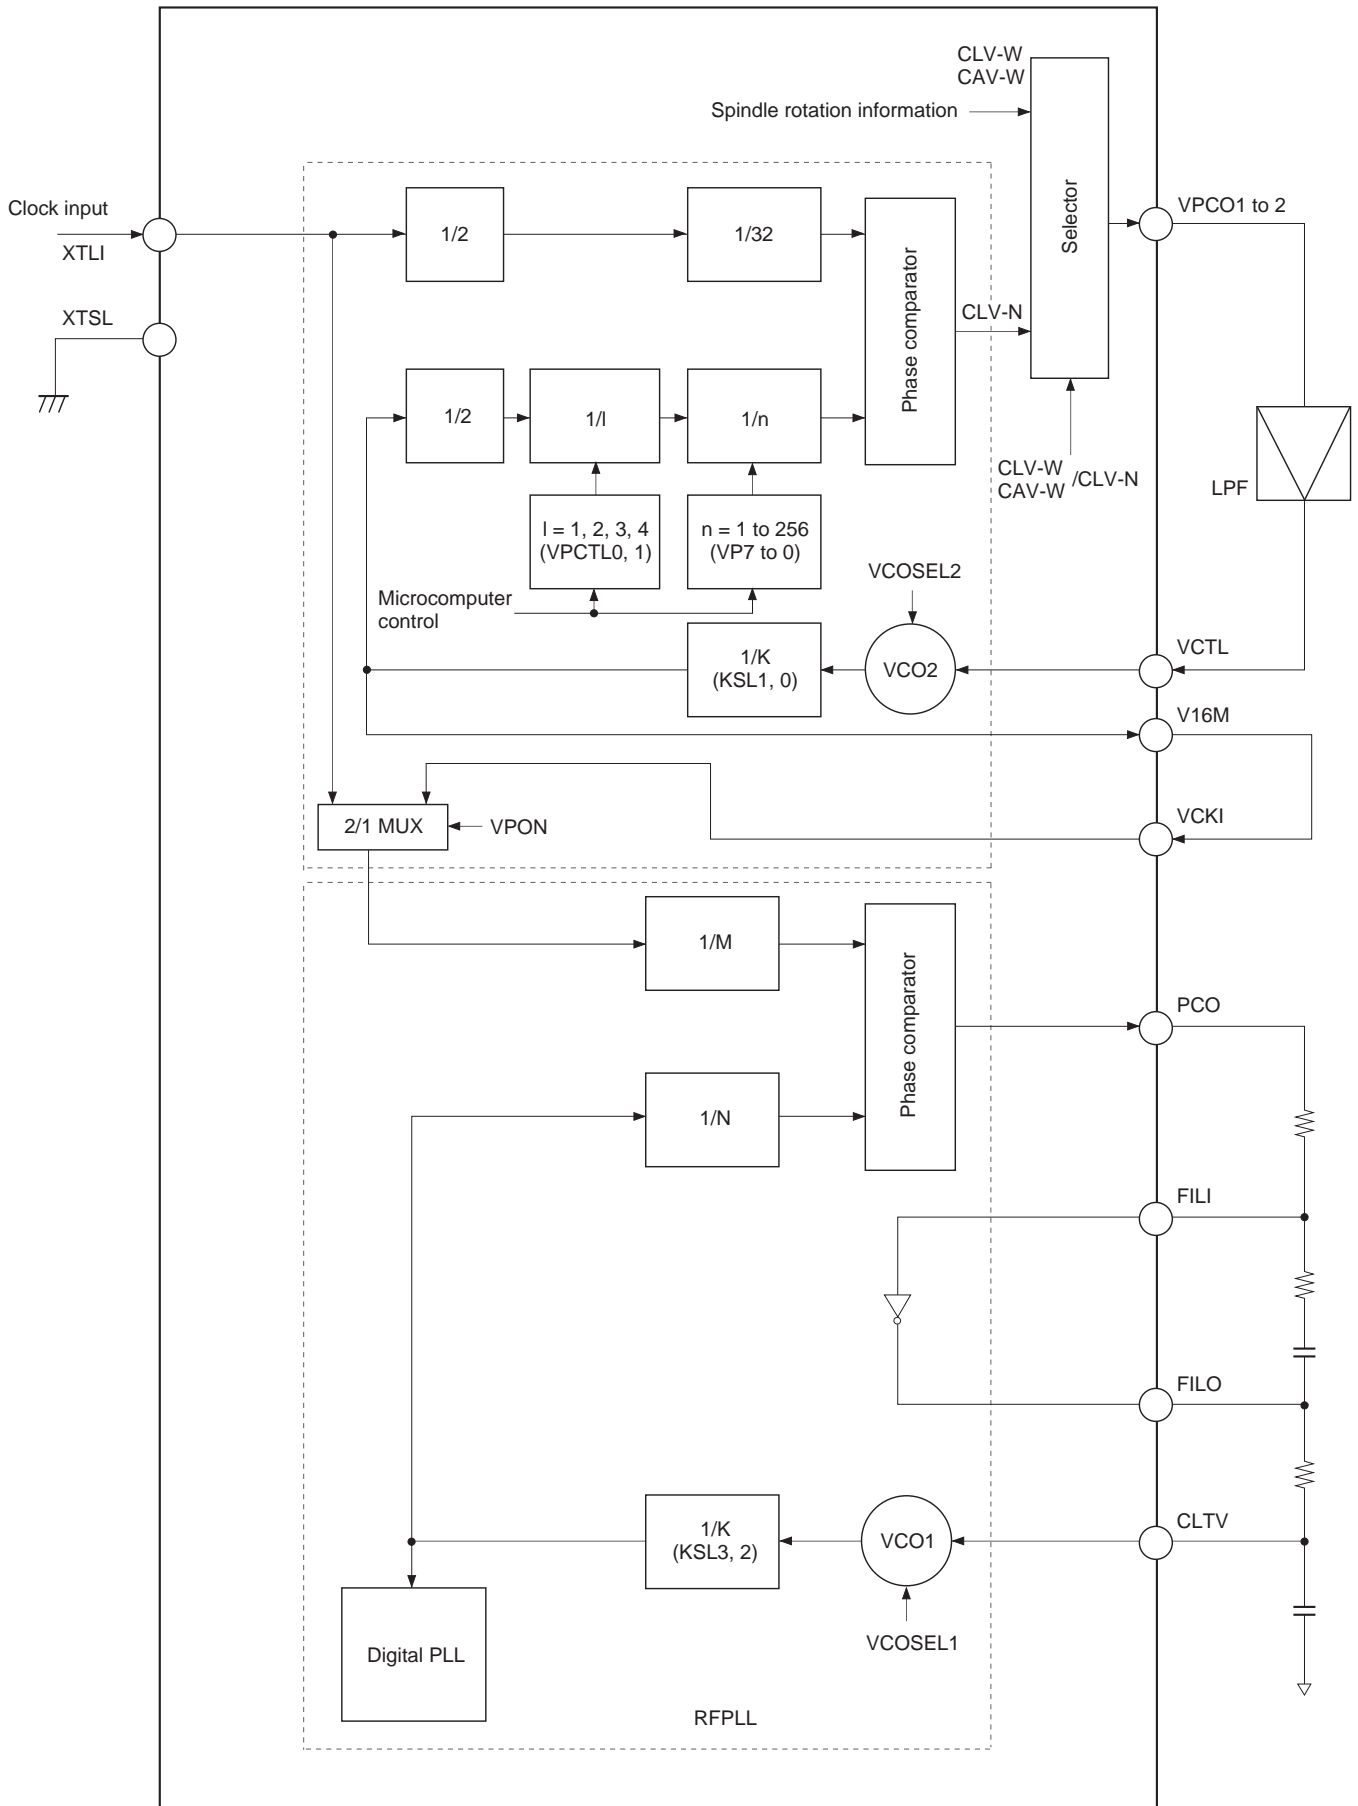 CLV-W
CAV-W
Spindle rotation information
Selector
Clock input
XTLI
1/2
1/32
Phase comparator
VPCO1 to 2
XTSL
CLV-N
1/2
1/l
1/n
CLV-W
CAV-W
/CLV-N
LPF
l = 1, 2, 3, 4
(VPCTL0, 1)
n = 1 to 256
(VP7 to 0)
VCOSEL2
Microcomputer
control
1/K
(KSL1, 0)
VCO2
VCTL
V16M
2/1 MUX
VPON
VCKI
1/M
Phase comparator
PCO
1/N
FILI
FILO
1/K
(KSL3, 2)
VCO1
CLTV
VCOSEL1
Digital PLL
RFPLL